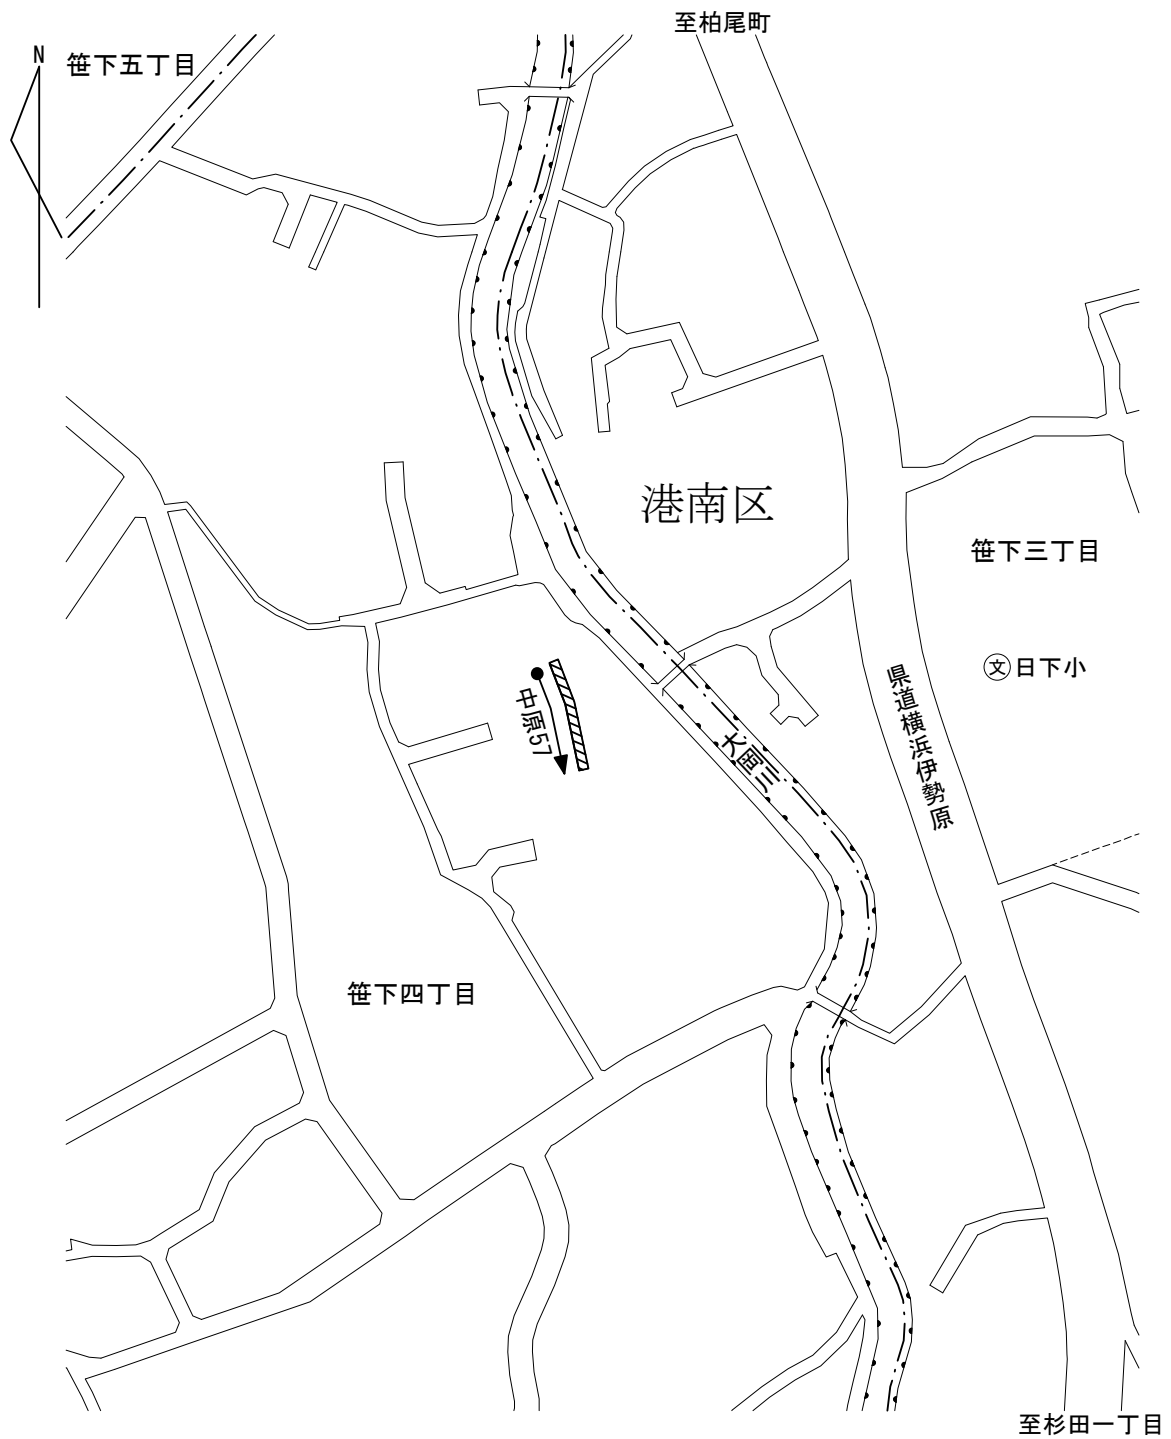 至柏尾町
N
笹下五丁目
港南区
笹下三丁目
文日下小
県道横浜伊勢原
中原57
大岡川
笹下四丁目
至杉田一丁目